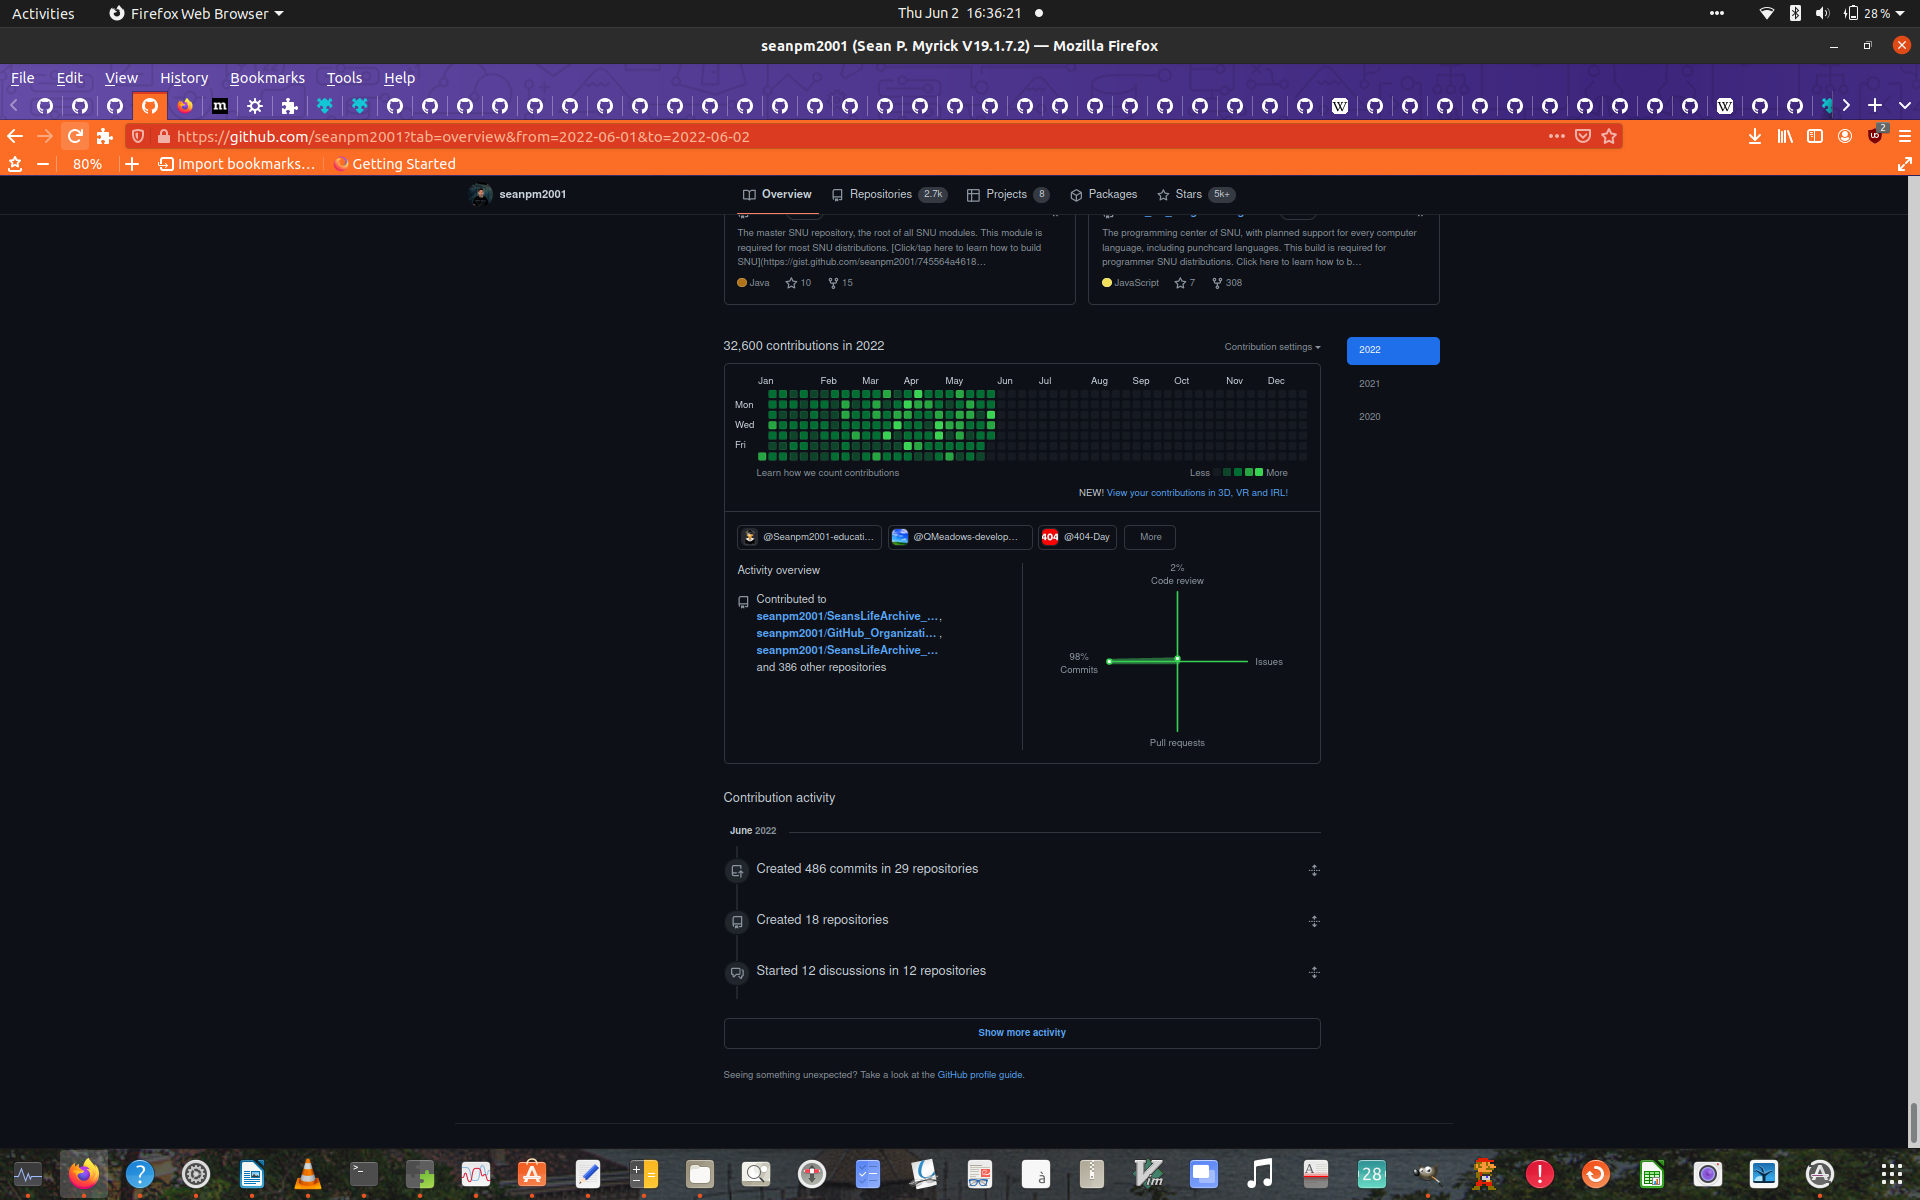 Activities
Firefox Web Browser
Thu Jun 2 16:36:21
28 %
seanpm2001 (Sean P. Myrick V19.1.7.2) — Mozilla Firefox
File Edit View History Bookmarks Tools Help
https://github.com/seanpm2001?tab=overview&from=2022-06-01&to=2022-06-02
2
80%
Import bookmarks...
Getting Started
seanpm2001
Overview
Repositories 2.7k
Projects 8
Packages
Stars 5k+
The master SNU repository, the root of all SNU modules. This module is
required for most SNU distributions. [Click/tap here to learn how to build
SNU](https://gist.github.com/seanpm2001/745564a4618...
Java 10 15
The programming center of SNU, with planned support for every computer
language, including punchcard languages. This build is required for
programmer SNU distributions. Click here to learn how to b...
JavaScript 7 308
32,600 contributions in 2022
Contribution settings
2022
2021
2020
Jan Feb Mar Apr May Jun Jul Aug Sep Oct Nov Dec
Mon
Wed
Fri
Learn how we count contributions
Less More
NEW! View your contributions in 3D, VR and IRL!
@Seanpm2001-educati...
@QMeadows-develop...
404 @404-Day
More
Activity overview
Contributed to
seanpm2001/SeansLifeArchive_...,
seanpm2001/GitHub_Organizati... ,
seanpm2001/SeansLifeArchive_...
and 386 other repositories
2%
Code review
98%
Commits
Issues
Pull requests
Contribution activity
June 2022
Created 486 commits in 29 repositories
Created 18 repositories
Started 12 discussions in 12 repositories
Show more activity
Seeing something unexpected? Take a look at the GitHub profile guide.
28